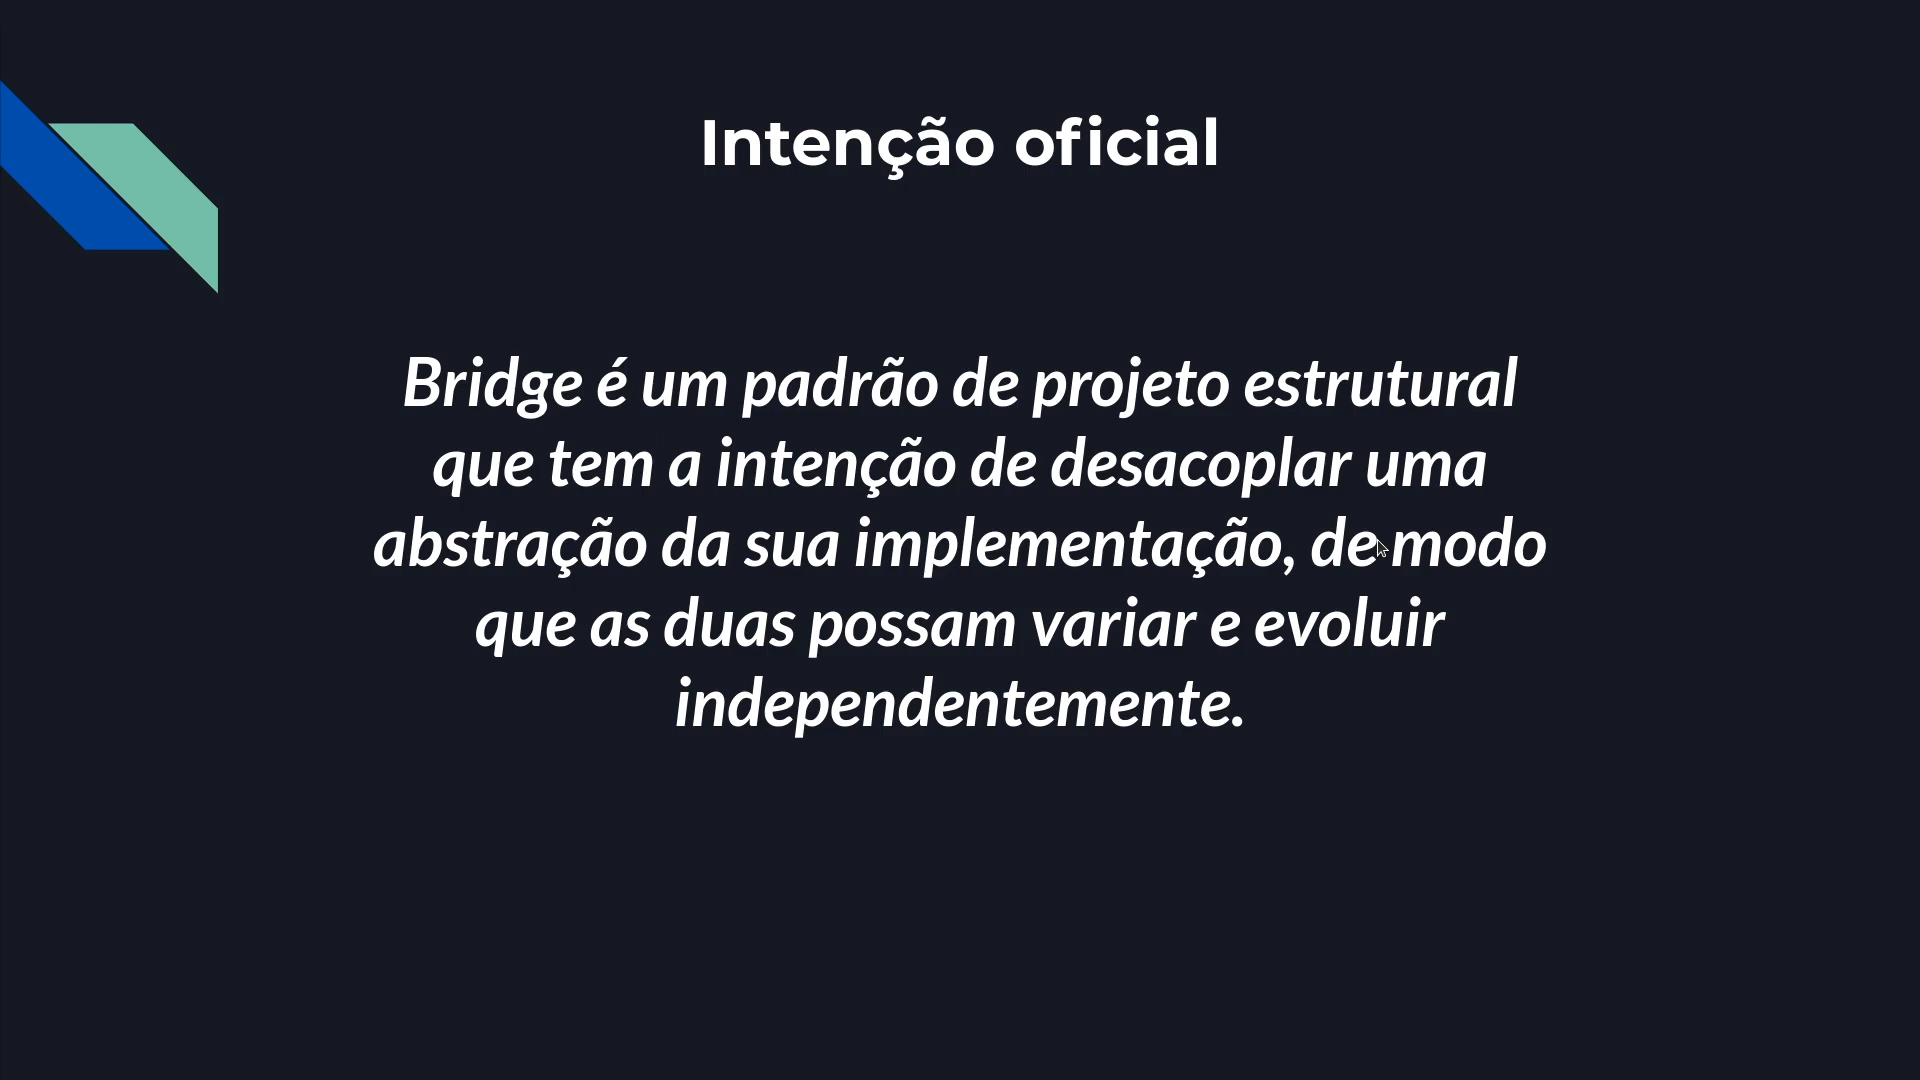 Intenção oficial
Bridge é um padrão de projeto estrutural
que tem a intenção de desacoplar uma
abstração da sua implementação, de modo
que as duas possam variar e evoluir
independentemente.